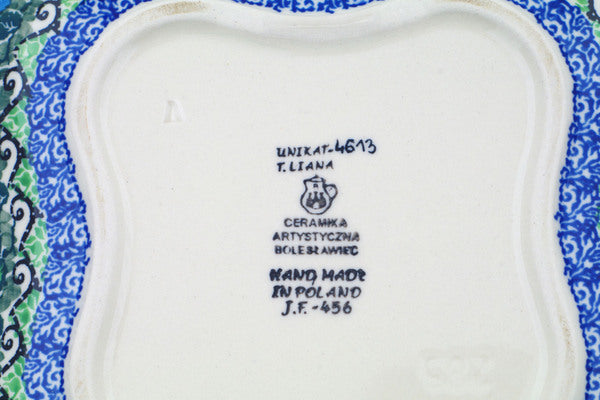 UNIKAT-4613
T. LIANA
CERAMIKA
ARTYSTYCZNA
BOLESŁAWIEC
HAND MADE
IN POLAND
J.F.-456